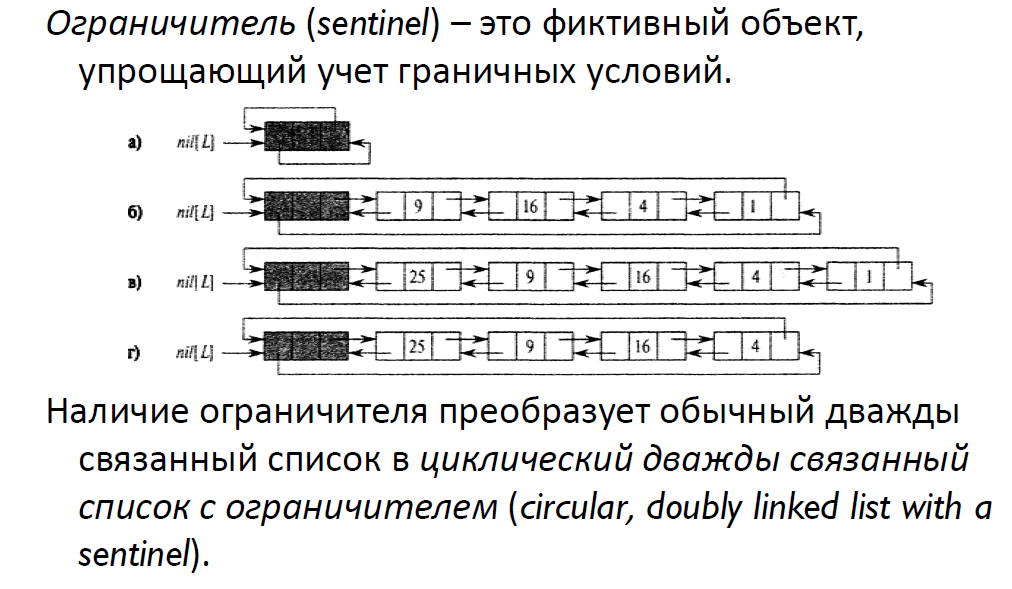 Ограничитель (sentinel) – это фиктивный объект,
упрощающий учет граничных условий.
а) nil[L]
б) nil[L] 9 16 4 1
в) nil[L] 25 9 16 4 1
г) nil[L] 25 9 16 4
Наличие ограничителя преобразует обычный дважды
связанный список в циклический дважды связанный
список с ограничителем (circular, doubly linked list with a
sentinel).